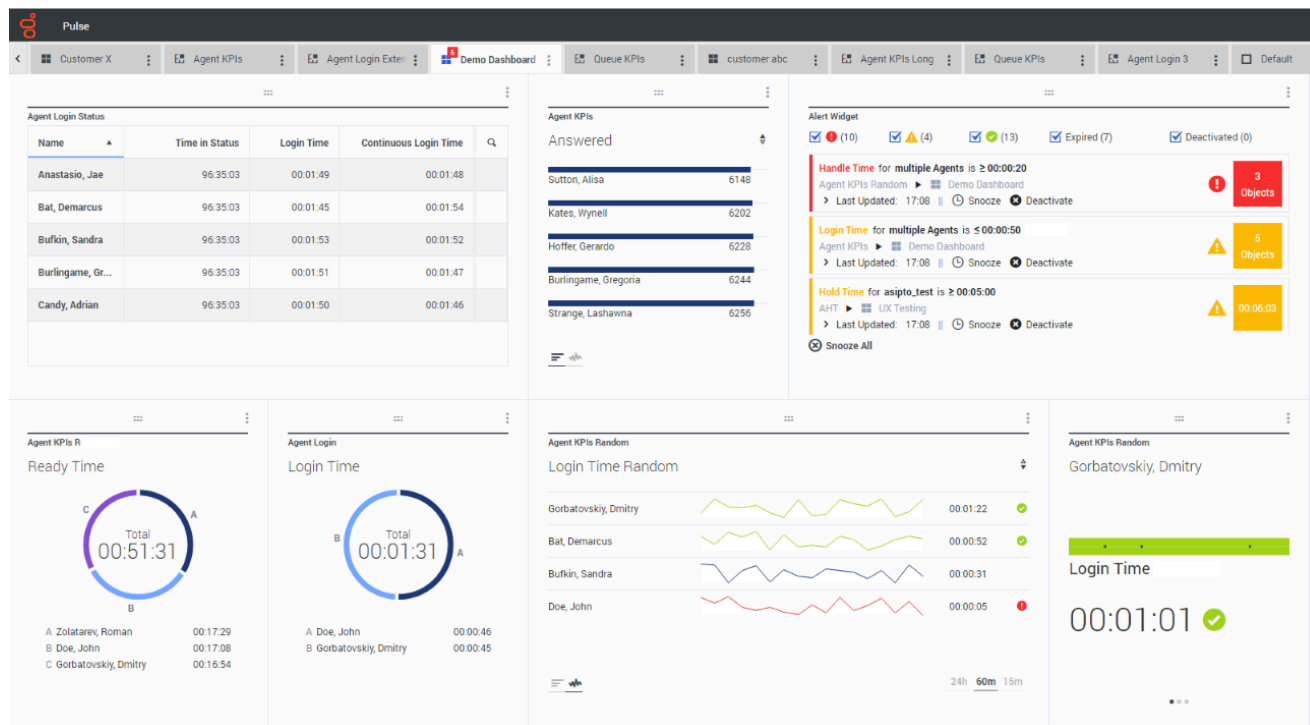 Pulse
Customer X
Agent KPIs
Agent Login Exter
5
Demo Dashboard
Queue KPIs
customer abc
Agent KPIs Long
Queue KPIs
Agent Login 3
Default
Agent Login Status
Name Time in Status Login Time Continuous Login Time
Anastasio, Jae 96:35:03 00:01:49 00:01:48
Bat, Demarcus 96:35:03 00:01:45 00:01:54
Bufkin, Sandra 96:35:03 00:01:53 00:01:52
Burlingame, Gr... 96:35:03 00:01:51 00:01:47
Candy, Adrian 96:35:03 00:01:50 00:01:46
Agent KPIs
Answered
Sutton, Alisa 6148
Kates, Wynell 6202
Hoffer, Gerardo 6228
Burlingame, Gregoria 6244
Strange, Lashawna 6256
Alert Widget
(10) (4) (13) Expired (7) Deactivated (0)
Handle Time for multiple Agents is ≥ 00:00:20
Agent KPIs Random ▶ Demo Dashboard
> Last Updated: 17:08 || Snooze Deactivate
3
Objects
Login Time for multiple Agents is ≤ 00:00:50
Agent KPIs ▶ Demo Dashboard
> Last Updated: 17:08 || Snooze Deactivate
5
Objects
Hold Time for asipto_test is ≥ 00:05:00
AHT ▶ UX Testing
> Last Updated: 17:08 || Snooze Deactivate
00:06:03
Snooze All
Agent KPIs R
Ready Time
C
A
Total
00:51:31
B
A Zolatarev, Roman 00:17:29
B Doe, John 00:17:08
C Gorbatovskiy, Dmitry 00:16:54
Agent Login
Login Time
B
Total
00:01:31
A
A Doe, John 00:00:46
B Gorbatovskiy, Dmitry 00:00:45
Agent KPIs Random
Login Time Random
Gorbatovskiy, Dmitry 00:01:22
Bat, Demarcus 00:00:52
Bufkin, Sandra 00:00:31
Doe, John 00:00:05
24h 60m 15m
Agent KPIs Random
Gorbatovskiy, Dmitry
Login Time
00:01:01